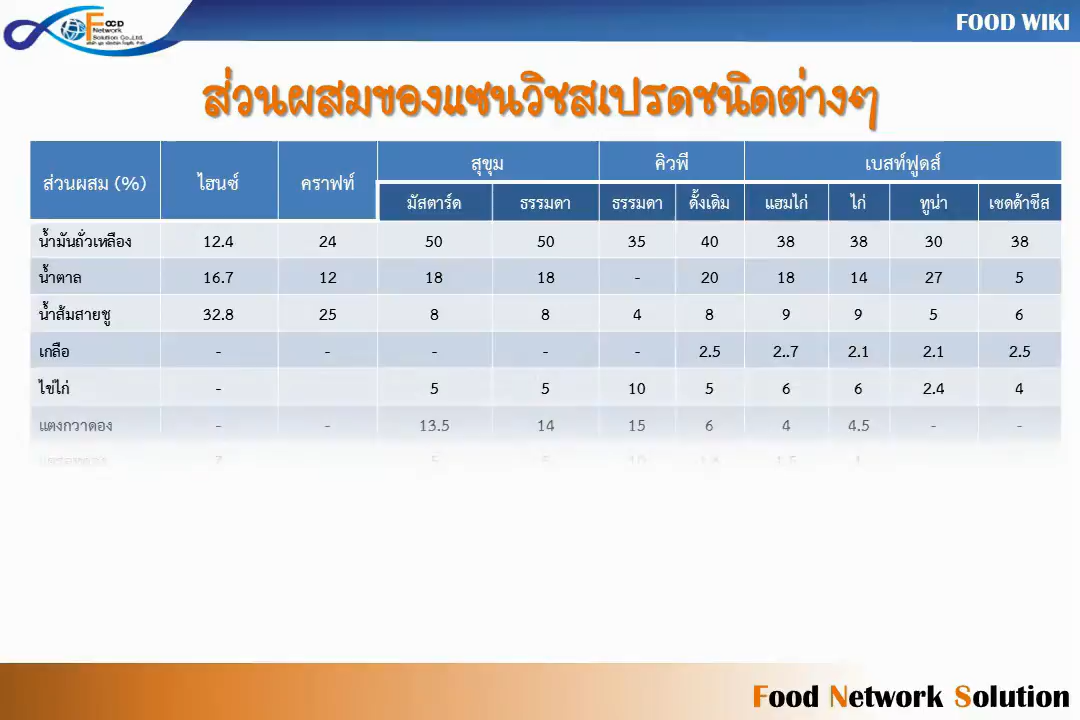 FOOD
Network
Solution Co.,Ltd.
FOOD WIKI
ส่วนผสมของแซนวิชสเปรดชนิดต่างๆ
ส่วนผสม (%) ไฮนซ์ คราฟท์ สุขุม คิวพี เบสท์ฟูดส์
มัสตาร์ด ธรรมดา ธรรมดา ดั้งเดิม แฮมไก่ ไก่ ทูน่า เชดด้าชีส
น้ำมันถั่วเหลือง 12.4 24 50 50 35 40 38 38 30 38
น้ำตาล 16.7 12 18 18 - 20 18 14 27 5
น้ำส้มสายชู 32.8 25 8 8 4 8 9 9 5 6
เกลือ - - - - - 2.5 2..7 2.1 2.1 2.5
ไข่ไก่ - 5 5 10 5 6 6 2.4 4
แตงกวาดอง - - 13.5 14 15 6 4 4.5 - -
Food Network Solution